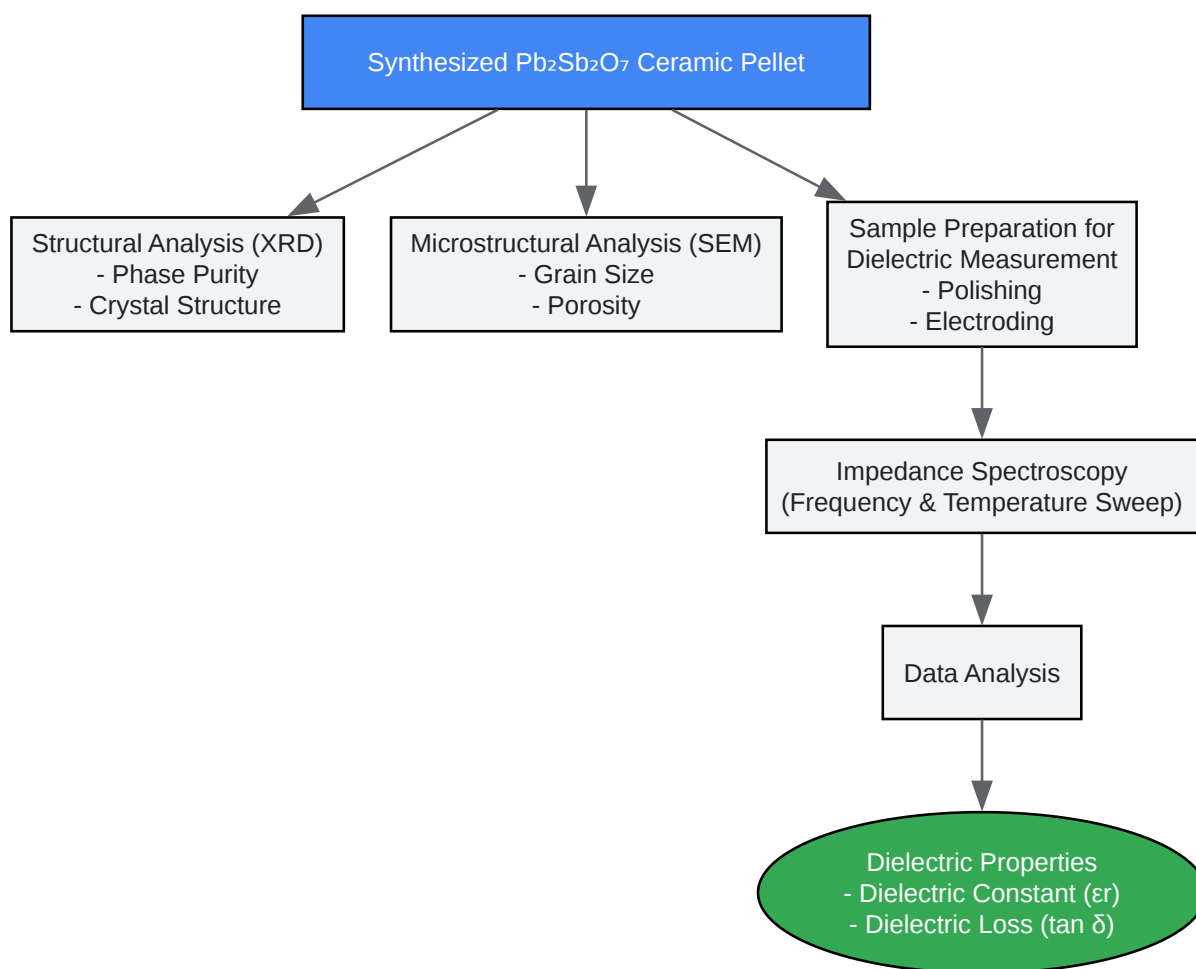 Synthesized Pb₂Sb₂O₇ Ceramic Pellet
Structural Analysis (XRD)
- Phase Purity
- Crystal Structure
Microstructural Analysis (SEM)
- Grain Size
- Porosity
Sample Preparation for
Dielectric Measurement
- Polishing
- Electroding
Impedance Spectroscopy
(Frequency & Temperature Sweep)
Data Analysis
Dielectric Properties
- Dielectric Constant (εr)
- Dielectric Loss (tan δ)